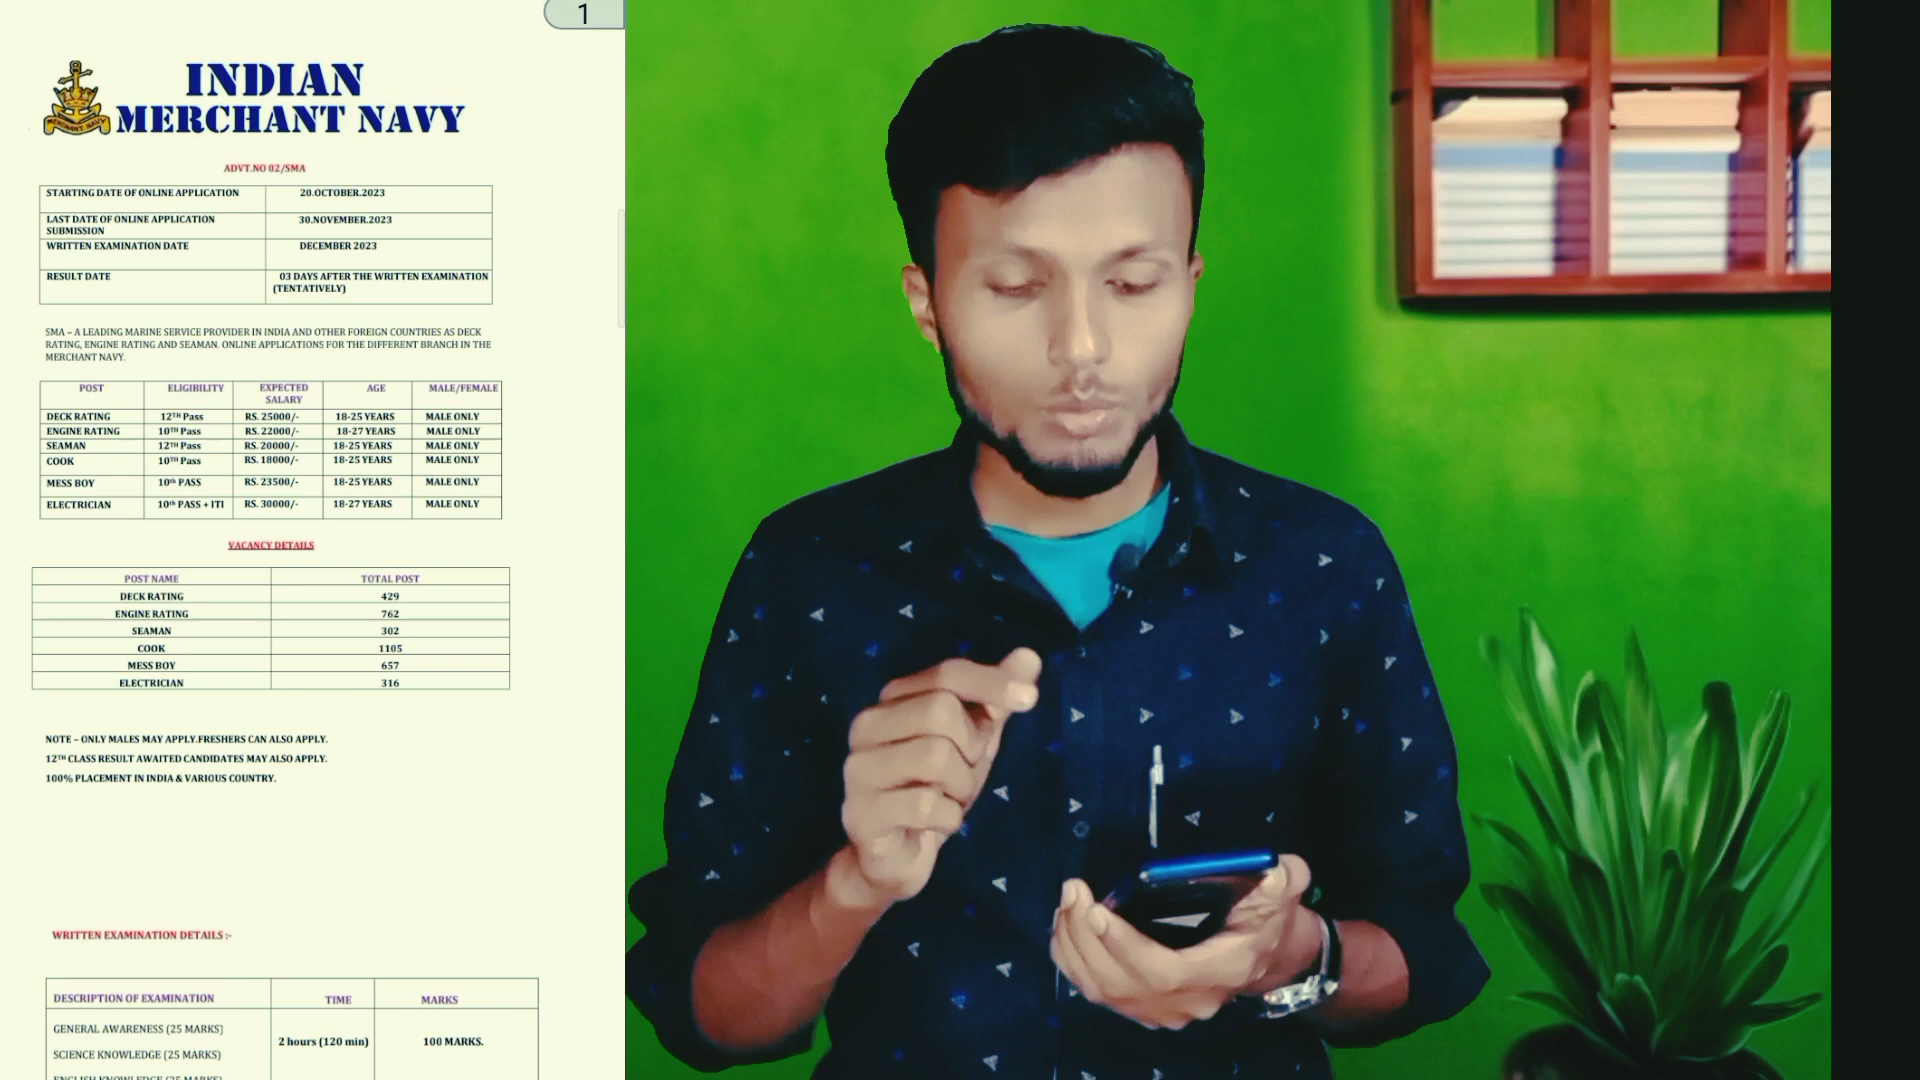 1
INDIAN
MERCHANT NAVY
MERCHANT NAVY
ADVT.NO 02/SMA
STARTING DATE OF ONLINE APPLICATION 20.OCTOBER.2023
LAST DATE OF ONLINE APPLICATION SUBMISSION 30.NOVEMBER.2023
WRITTEN EXAMINATION DATE DECEMBER 2023
RESULT DATE 03 DAYS AFTER THE WRITTEN EXAMINATION
(TENTATIVELY)
SMA – A LEADING MARINE SERVICE PROVIDER IN INDIA AND OTHER FOREIGN COUNTRIES AS DECK
RATING, ENGINE RATING AND SEAMAN. ONLINE APPLICATIONS FOR THE DIFFERENT BRANCH IN THE
MERCHANT NAVY.
POST ELIGIBILITY EXPECTED SALARY AGE MALE/FEMALE
DECK RATING 12TH Pass RS. 25000/- 18-25 YEARS MALE ONLY
ENGINE RATING 10TH Pass RS. 22000/- 18-27 YEARS MALE ONLY
SEAMAN 12TH Pass RS. 20000/- 18-25 YEARS MALE ONLY
COOK 10TH Pass RS. 18000/- 18-25 YEARS MALE ONLY
MESS BOY 10th PASS RS. 23500/- 18-25 YEARS MALE ONLY
ELECTRICIAN 10th PASS + ITI RS. 30000/- 18-27 YEARS MALE ONLY
VACANCY DETAILS
POST NAME TOTAL POST
DECK RATING 429
ENGINE RATING 762
SEAMAN 302
COOK 1105
MESS BOY 657
ELECTRICIAN 316
NOTE – ONLY MALES MAY APPLY.FRESHERS CAN ALSO APPLY.
12TH CLASS RESULT AWAITED CANDIDATES MAY ALSO APPLY.
100% PLACEMENT IN INDIA & VARIOUS COUNTRY.
WRITTEN EXAMINATION DETAILS :-
DESCRIPTION OF EXAMINATION TIME MARKS
GENERAL AWARENESS (25 MARKS)
2 hours (120 min) 100 MARKS.
SCIENCE KNOWLEDGE (25 MARKS)
ENGLISH KNOWLEDGE (25 MARKS)